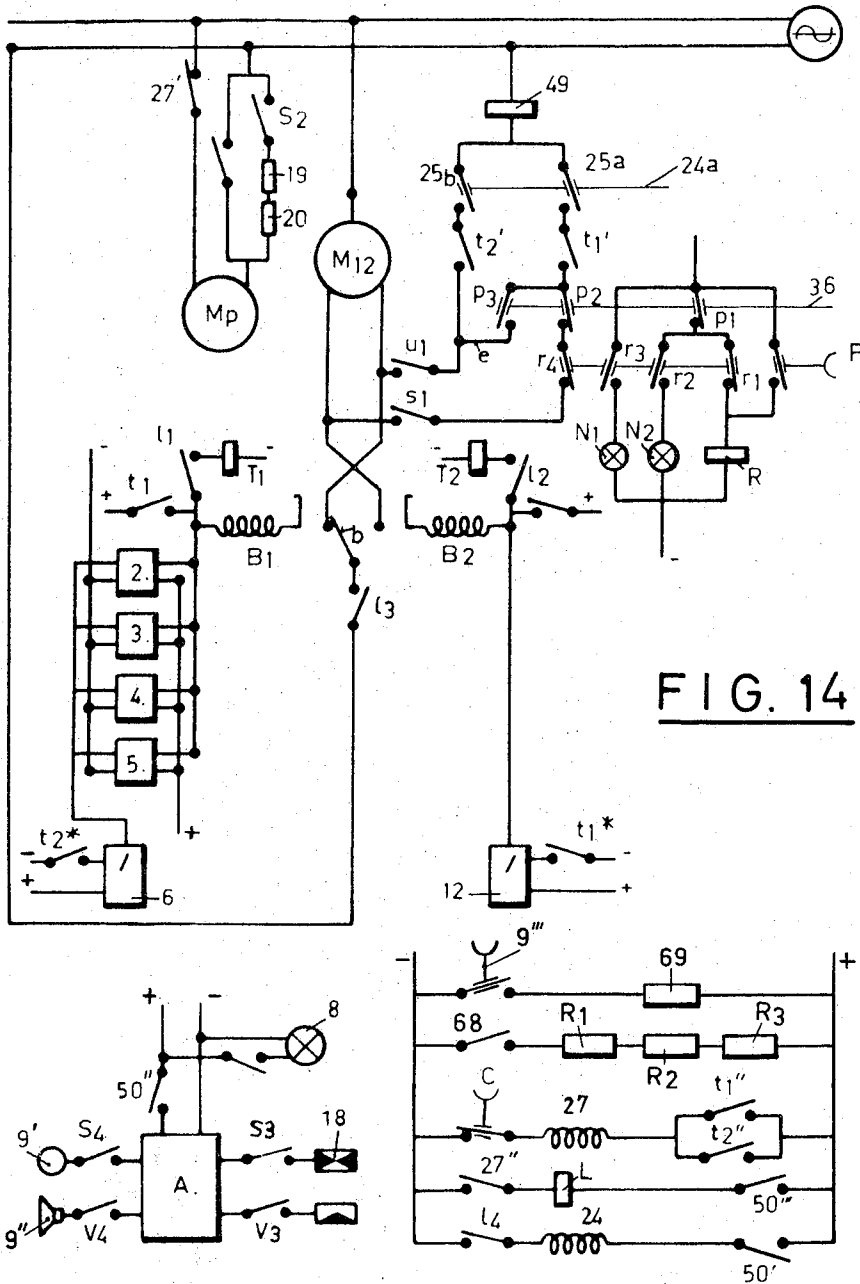 27'
S2
49
19
20
25b
25a
24a
t2'
t1'
M12
Mp
p3
p2
36
p1
u1
e
r4
r3
r2
r1
P
s1
l1
T1
T2
l2
N1
N2
R
-
-
-
t1
+
+
B1
b
B2
-
2.
3.
4.
5.
l3
FIG. 14
+
t2*
-
+
6
12
t1*
-
+
+
-
8
50"
9'
S4
A.
S3
18
9"
V4
V3
-
9'''
69
+
68
R1
R2
R3
C
27
t1"
t2"
27"
L
50'''
l4
24
50'